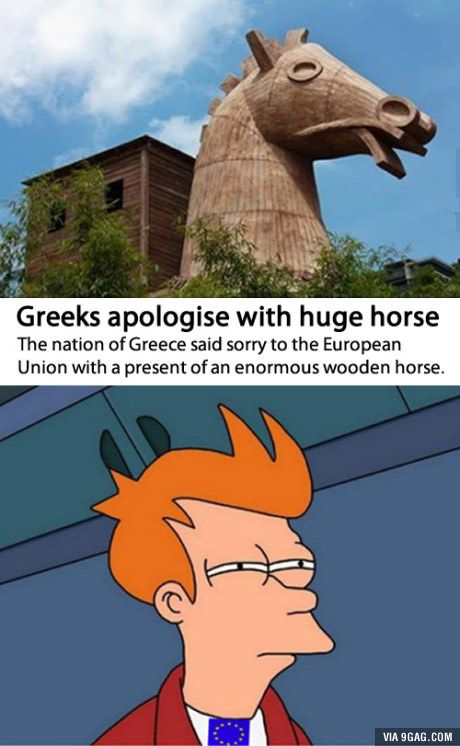 Greeks apologise with huge horse
The nation of Greece said sorry to the European
Union with a present of an enormous wooden horse.
VIA 9GAG.COM